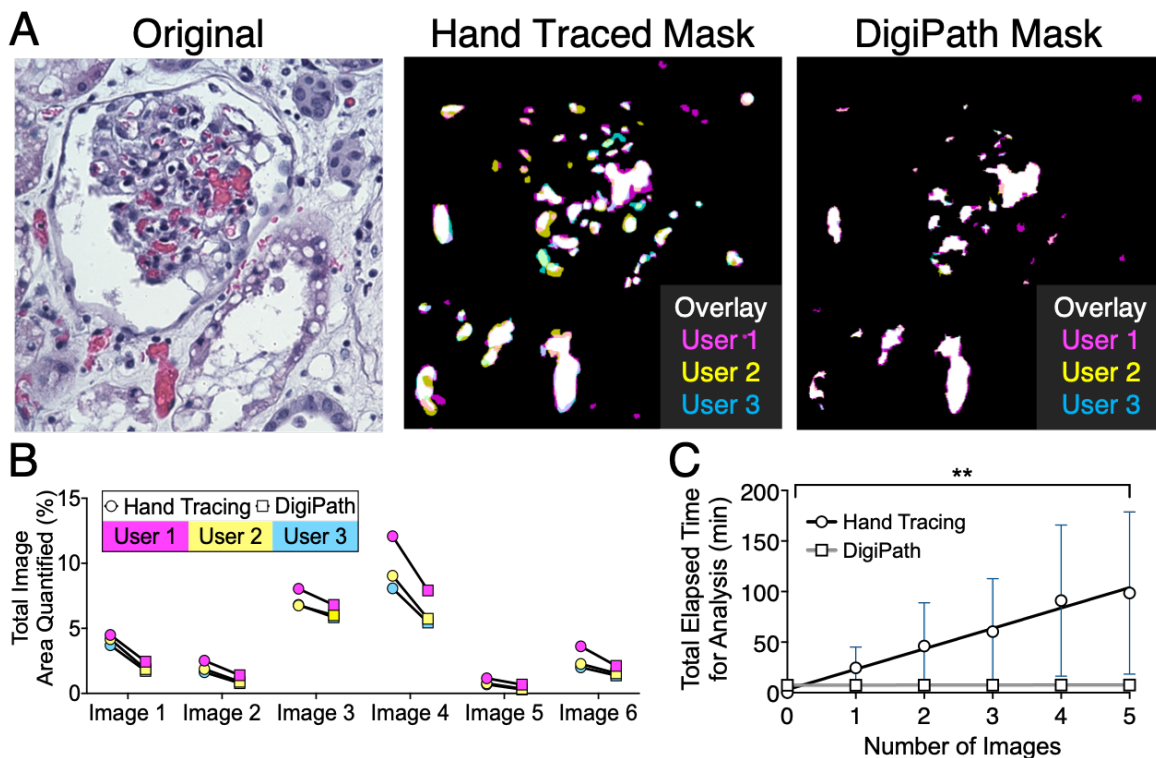 A
Original
Hand Traced Mask
DigiPath Mask
Overlay
User 1
User 2
User 3
Overlay
User 1
User 2
User 3
B
Total Image
Area Quantified (%)
15
10
5
0
Hand Tracing DigiPath
User 1 User 2 User 3
Image 1 Image 2 Image 3 Image 4 Image 5 Image 6
C
Total Elapsed Time
for Analysis (min)
**
200
150
100
50
0
Hand Tracing
DigiPath
0 1 2 3 4 5
Number of Images